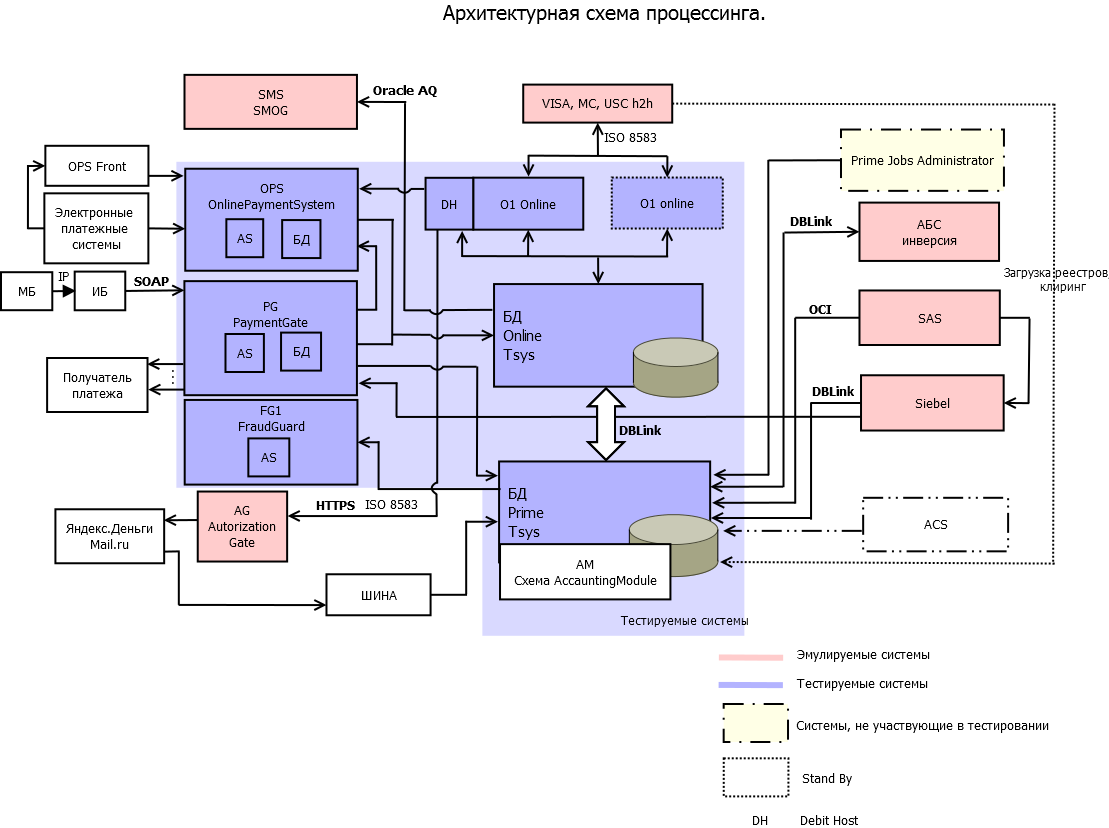 Архитектурная схема процессинга.
SMS
SMOG
Oracle AQ
VISA, MC, USC h2h
ISO 8583
Prime Jobs Administrator
OPS Front
Электронные
платежные
системы
OPS
OnlinePaymentSystem
AS
БД
DH
O1 Online
O1 online
DBLink
АБС
инверсия
МБ
IP
ИБ
SOAP
PG
PaymentGate
AS
БД
БД
Online
Tsys
Загрузка реестров,
клиринг
OCI
SAS
Получатель
платежа
FG1
FraudGuard
AS
DBLink
DBLink
Siebel
Яндекс.Деньги
Mail.ru
AG
Autorization
Gate
HTTPS
ISO 8583
БД
Prime
Tsys
ACS
AM
Схема AccauntingModule
ШИНА
Тестируемые системы
Эмулируемые системы
Тестируемые системы
Системы, не участвующие в тестировании
Stand By
DH
Debit Host